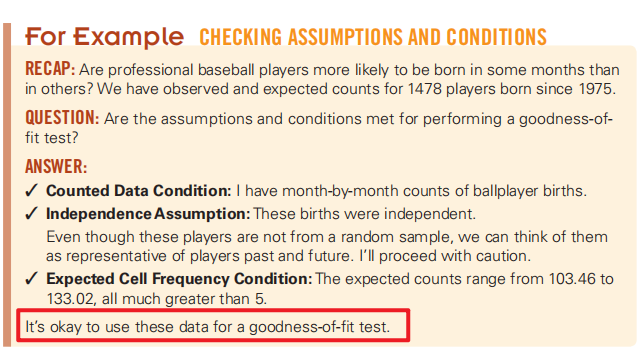 For Example CHECKING ASSUMPTIONS AND CONDITIONS
RECAP: Are professional baseball players more likely to be born in some months than
in others? We have observed and expected counts for 1478 players born since 1975.
QUESTION: Are the assumptions and conditions met for performing a goodness-of-
fit test?
ANSWER:
✓ Counted Data Condition: I have month-by-month counts of ballplayer births.
✓ Independence Assumption: These births were independent.
Even though these players are not from a random sample, we can think of them
as representative of players past and future. I'll proceed with caution.
✓ Expected Cell Frequency Condition: The expected counts range from 103.46 to
133.02, all much greater than 5.
It's okay to use these data for a goodness-of-fit test.